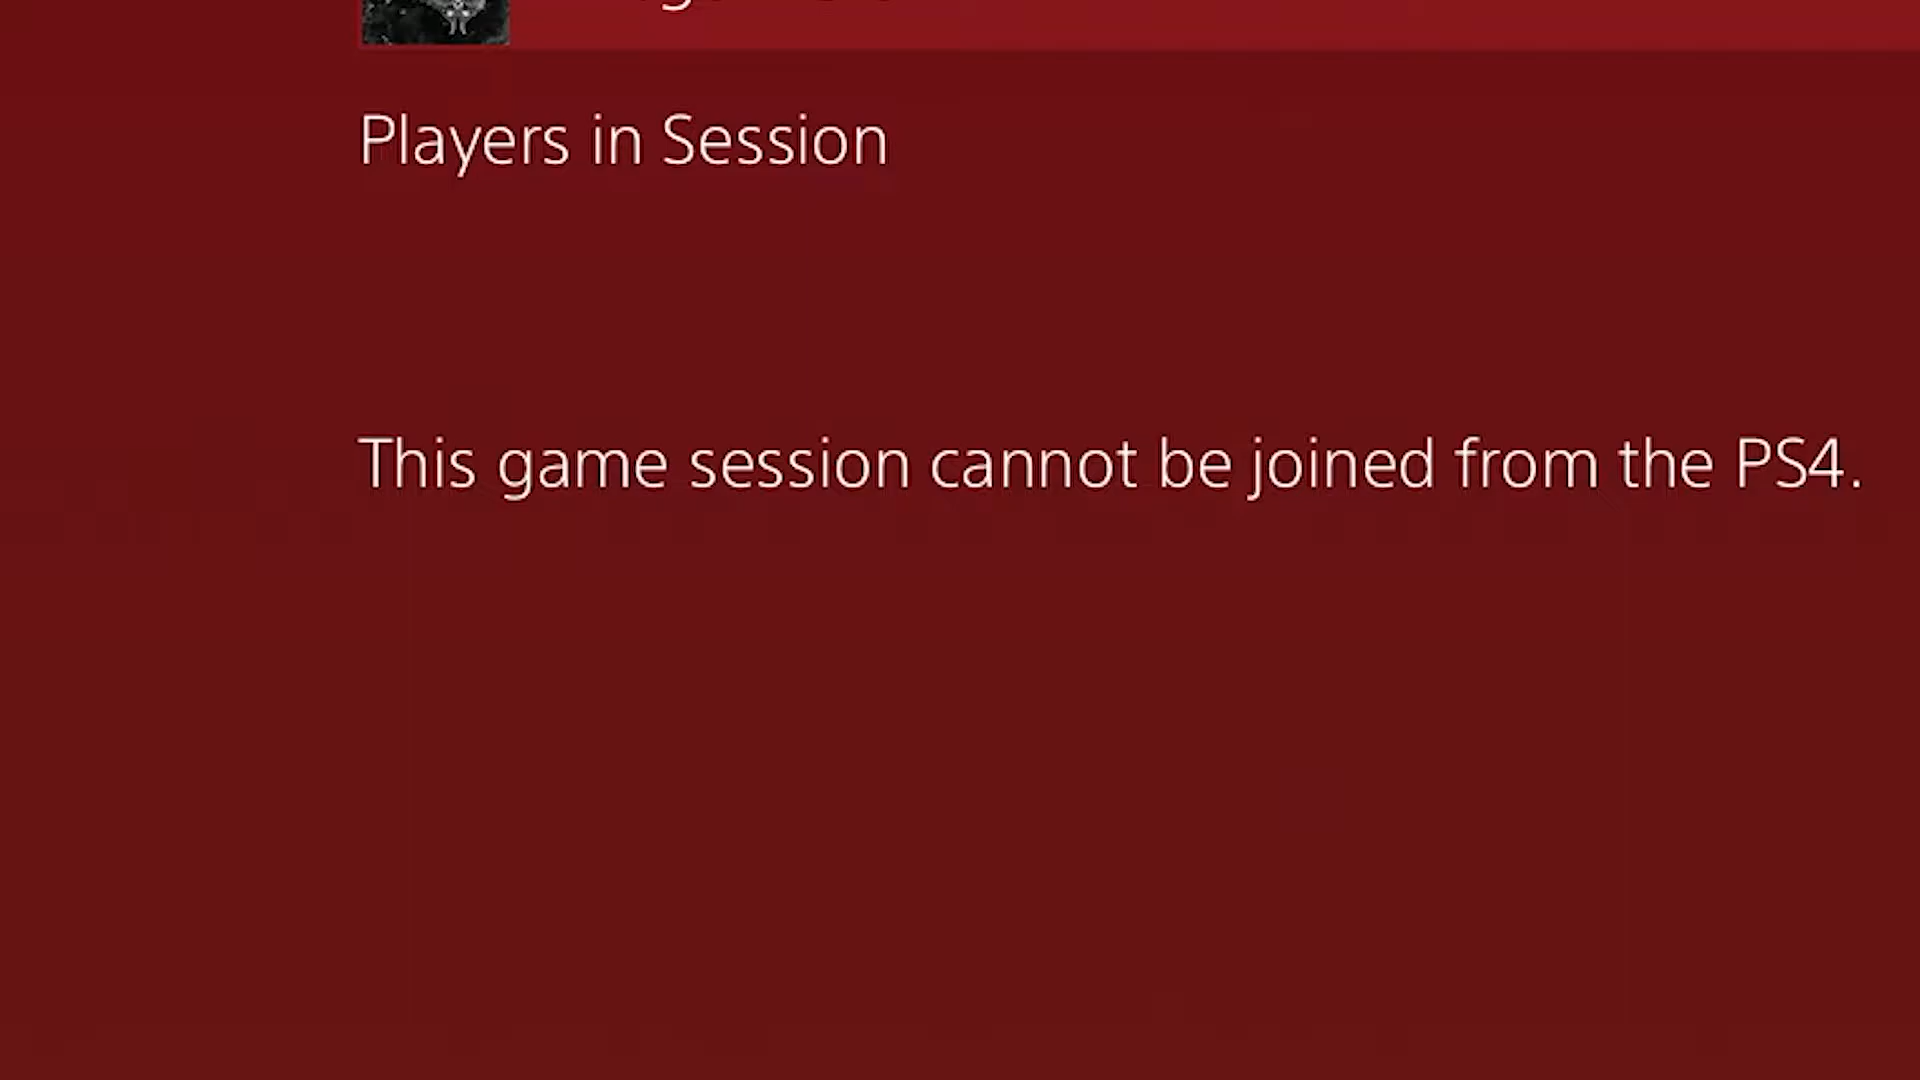 Players in Session
This game session cannot be joined from the PS4.